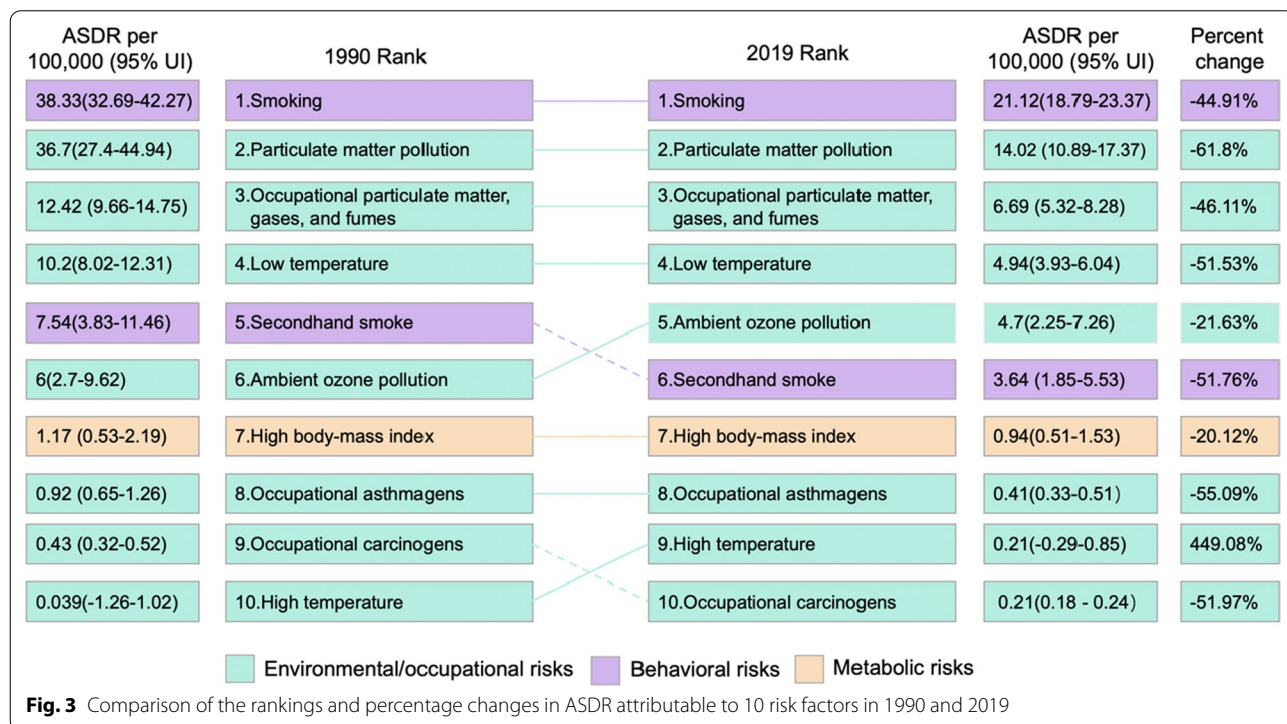 ASDR per
100,000 (95% UI)
1990 Rank
2019 Rank
ASDR per
100,000 (95% UI)
Percent
change
38.33(32.69-42.27)
1.Smoking
1.Smoking
21.12(18.79-23.37)
-44.91%
36.7(27.4-44.94)
2.Particulate matter pollution
2.Particulate matter pollution
14.02 (10.89-17.37)
-61.8%
12.42 (9.66-14.75)
3.Occupational particulate matter,
gases, and fumes
3.Occupational particulate matter,
gases, and fumes
6.69 (5.32-8.28)
-46.11%
10.2(8.02-12.31)
4.Low temperature
4.Low temperature
4.94(3.93-6.04)
-51.53%
7.54(3.83-11.46)
5.Secondhand smoke
5.Ambient ozone pollution
4.7(2.25-7.26)
-21.63%
6(2.7-9.62)
6.Ambient ozone pollution
6.Secondhand smoke
3.64 (1.85-5.53)
-51.76%
1.17 (0.53-2.19)
7.High body-mass index
7.High body-mass index
0.94(0.51-1.53)
-20.12%
0.92 (0.65-1.26)
8.Occupational asthmagens
8.Occupational asthmagens
0.41(0.33-0.51)
-55.09%
0.43 (0.32-0.52)
9.Occupational carcinogens
9.High temperature
0.21(-0.29-0.85)
449.08%
0.039(-1.26-1.02)
10.High temperature
10.Occupational carcinogens
0.21(0.18 - 0.24)
-51.97%
Environmental/occupational risks
Behavioral risks
Metabolic risks
Fig. 3 Comparison of the rankings and percentage changes in ASDR attributable to 10 risk factors in 1990 and 2019